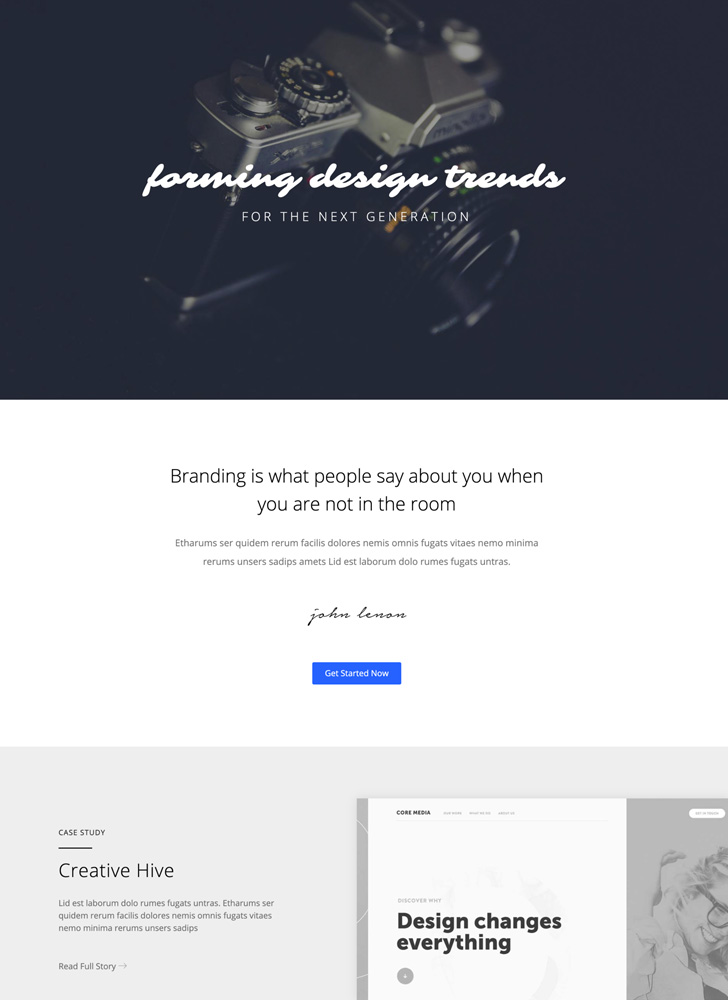 forming design trends
FOR THE NEXT GENERATION
Branding is what people say about you when
you are not in the room
Etharums ser quidem rerum facilis dolores nemis omnis fugats vitaes nemo minima
rerums unsers sadips amets Lid est laborum dolo rumes fugats untras.
john lenon
Get Started Now
CASE STUDY
Creative Hive
Lid est laborum dolo rumes fugats untras. Etharums ser
quidem rerum facilis dolores nemis omnis fugats vitaes
nemo minima rerums unsers sadips
Read Full Story →
CORE MEDIA
ABOUT US
DISCOVER WHY
Design changes
everything